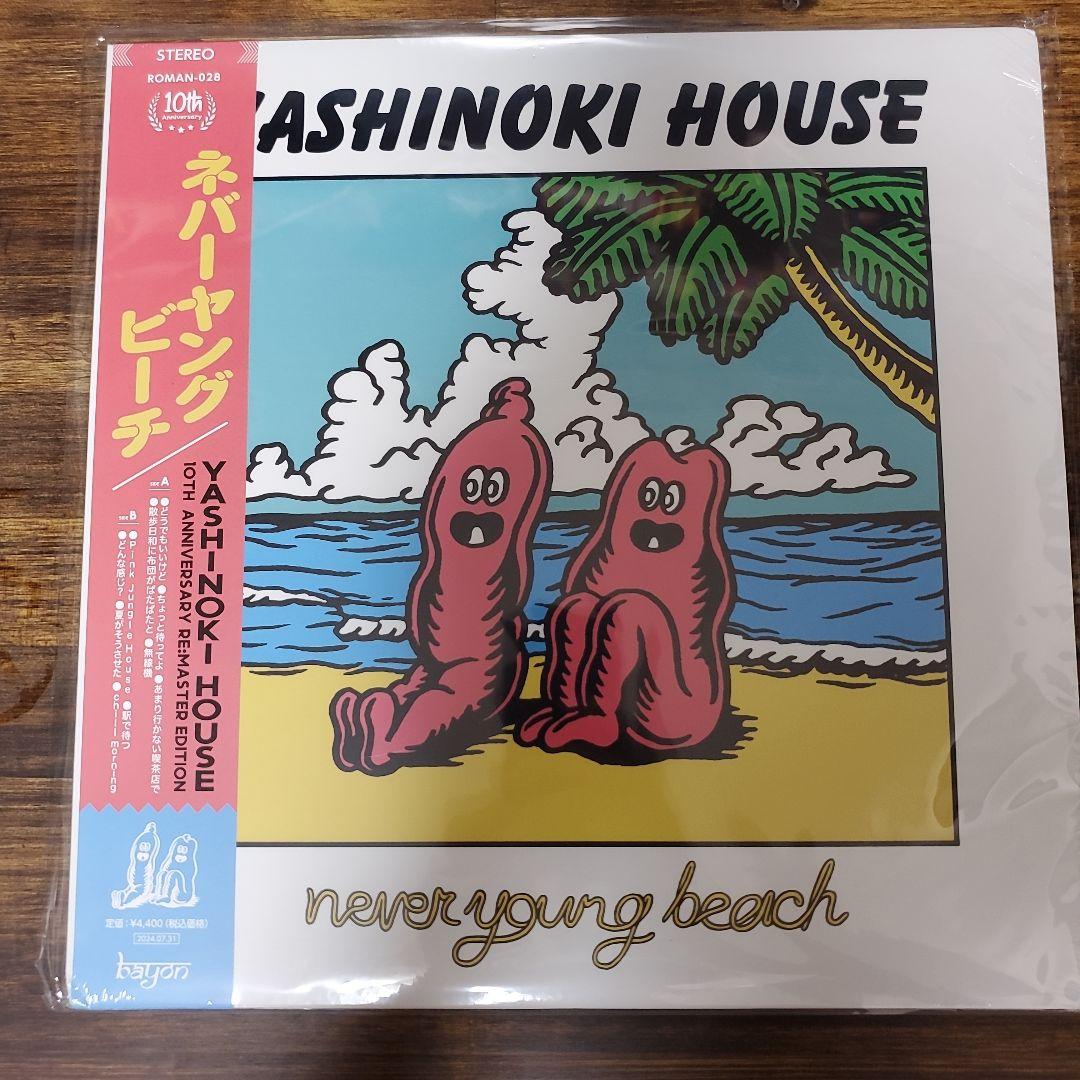 STEREO
ROMAN-028
10th
Anniversary
ネバーヤング
ビーチ
YASHINOKI HOUSE
10TH ANNIVERSARY RE:MASTER EDITION
SIDE A
●どうでもいいけど ●ちょっと待ってよ ●あまり行かない喫茶店で
●散歩日和に布団がぱたぱたと ●無線機
SIDE B
●Pink Jungle House ●駅で待つ
●どんな感じ? ●夏がそうさせた ●chill morning
定価:¥4,400(税込価格)
2024.07.31
bayon
YASHINOKI HOUSE
never young beach